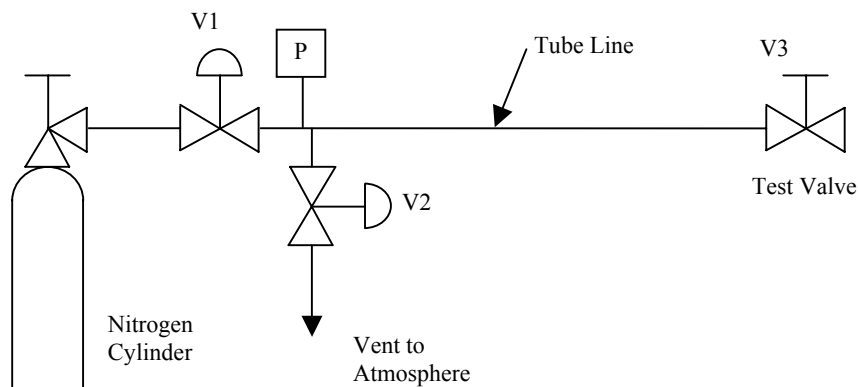 V1
P
Tube Line
V3
V2
Test Valve
Nitrogen
Cylinder
Vent to
Atmosphere